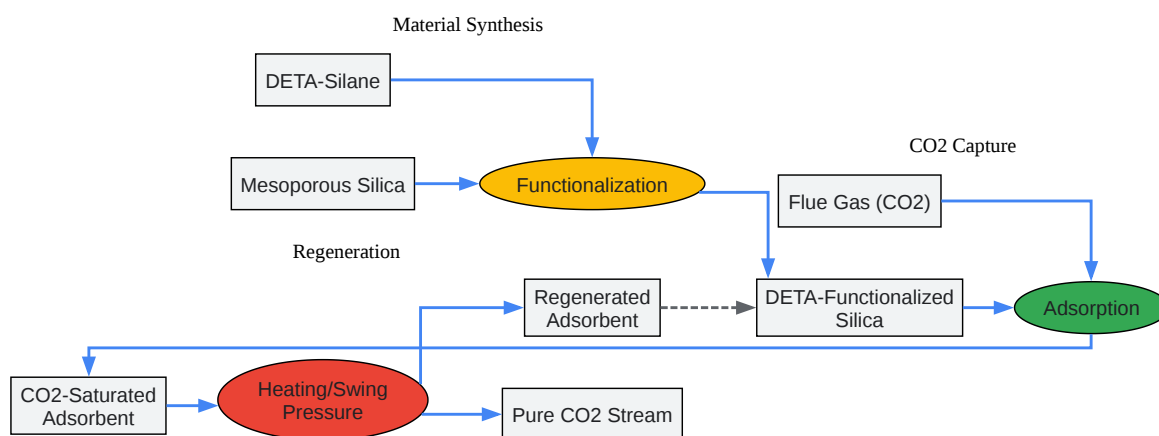 Material Synthesis
DETA-Silane
CO2 Capture
Mesoporous Silica
Functionalization
Flue Gas (CO2)
Regeneration
Regenerated
Adsorbent
DETA-Functionalized
Silica
Adsorption
CO2-Saturated
Adsorbent
Heating/Swing
Pressure
Pure CO2 Stream